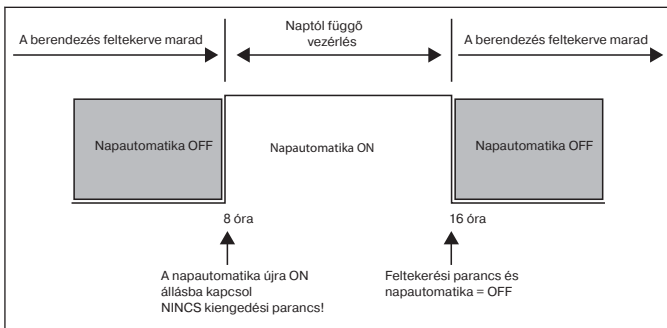 A berendezés feltekerve marad
Naptól függő
vezérlés
A berendezés feltekerve marad
Napautomatika OFF
Napautomatika ON
Napautomatika OFF
8 óra
16 óra
A napautomatika újra ON
állásba kapcsol
NINCS kiengedési parancs!
Feltekerési parancs és
napautomatika = OFF